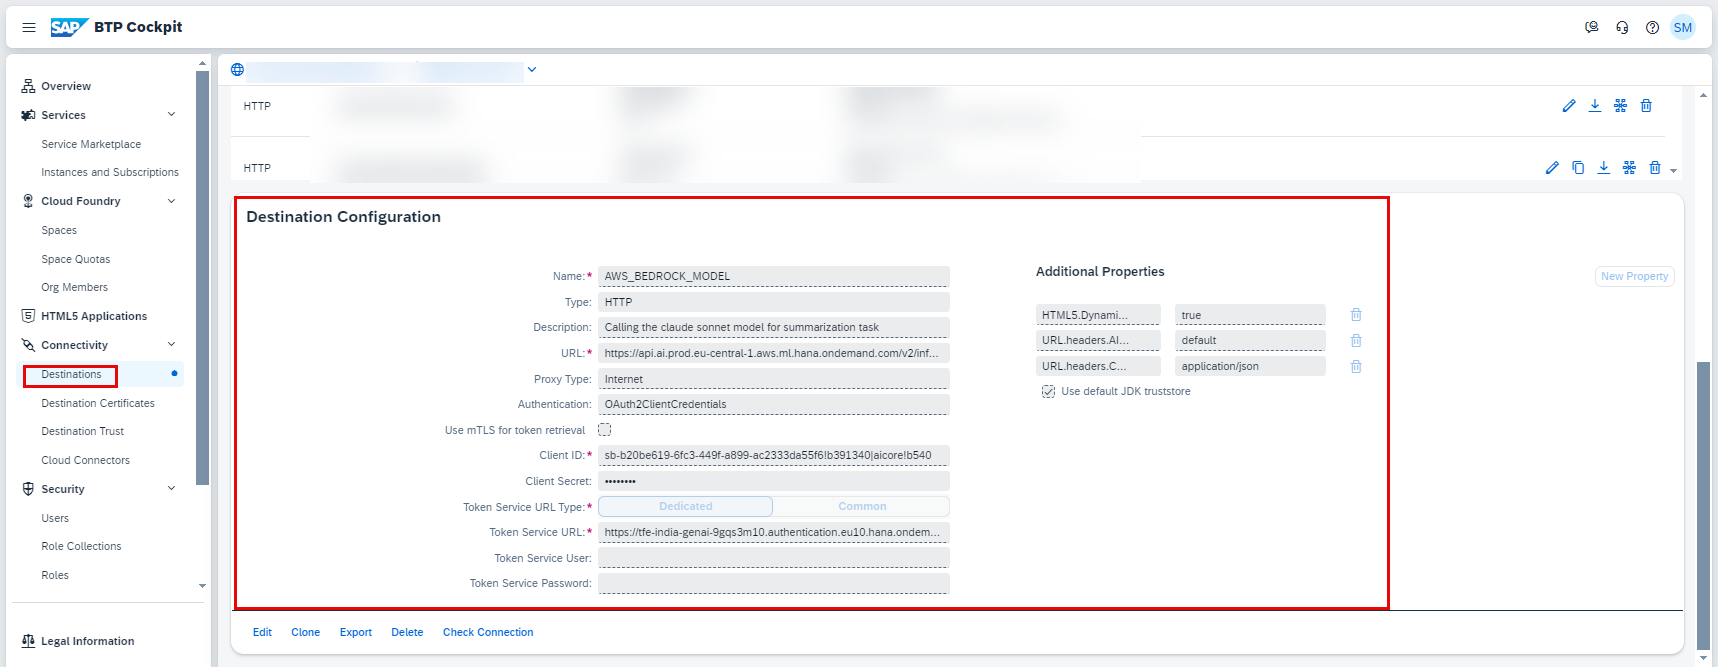 SAP BTP Cockpit
SM
Overview
Services
Service Marketplace
Instances and Subscriptions
Cloud Foundry
Spaces
Space Quotas
Org Members
HTML5 Applications
Connectivity
Destinations
Destination Certificates
Destination Trust
Cloud Connectors
Security
Users
Role Collections
Roles
Legal Information
HTTP
HTTP
Destination Configuration
Name:* AWS_BEDROCK_MODEL
Type: HTTP
Description: Calling the claude sonnet model for summarization task
URL:* https://api.ai.prod.eu-central-1.aws.ml.hana.ondemand.com/v2/inf...
Proxy Type: Internet
Authentication: OAuth2ClientCredentials
Use mTLS for token retrieval
Client ID:* sb-b20be619-6fc3-449f-a899-ac2333da55f6!b391340|aicore!b540
Client Secret: ••••••••
Token Service URL Type:* Dedicated Common
Token Service URL:* https://tfe-india-genai-9gqs3m10.authentication.eu10.hana.ondem...
Token Service User:
Token Service Password:
Additional Properties
New Property
HTML5.Dynami... true
URL.headers.AI... default
URL.headers.C... application/json
Use default JDK truststore
Edit Clone Export Delete Check Connection